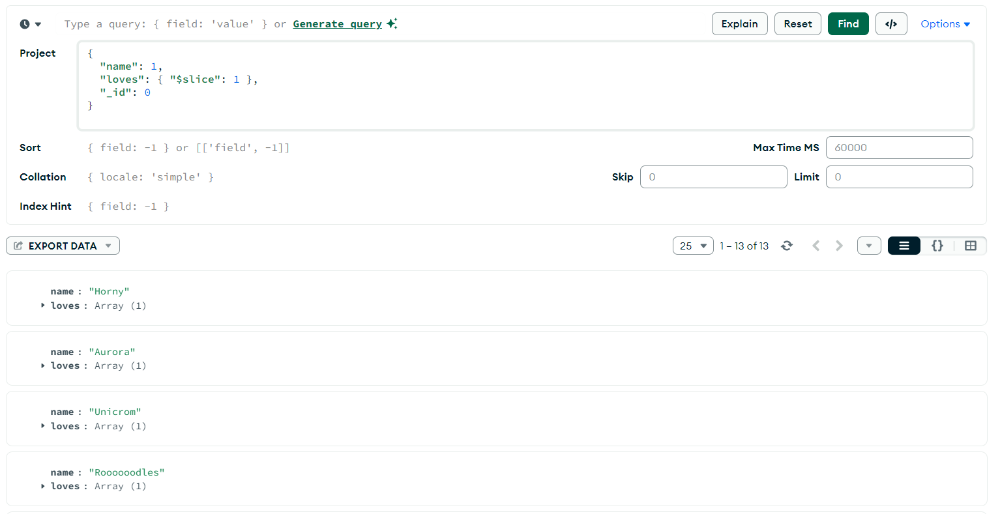 Type a query: { field: 'value' } or Generate query
Explain
Reset
Find
</>
Options
Project
{
"name": 1,
"loves": { "$slice": 1 },
"_id": 0
}
Sort
{ field: -1 } or [['field', -1]]
Max Time MS
60000
Collation
{ locale: 'simple' }
Skip
0
Limit
0
Index Hint
{ field: -1 }
EXPORT DATA
25
1 – 13 of 13
{}
name : "Horny"
loves : Array (1)
name : "Aurora"
loves : Array (1)
name : "Unicrom"
loves : Array (1)
name : "Roooooodles"
loves : Array (1)